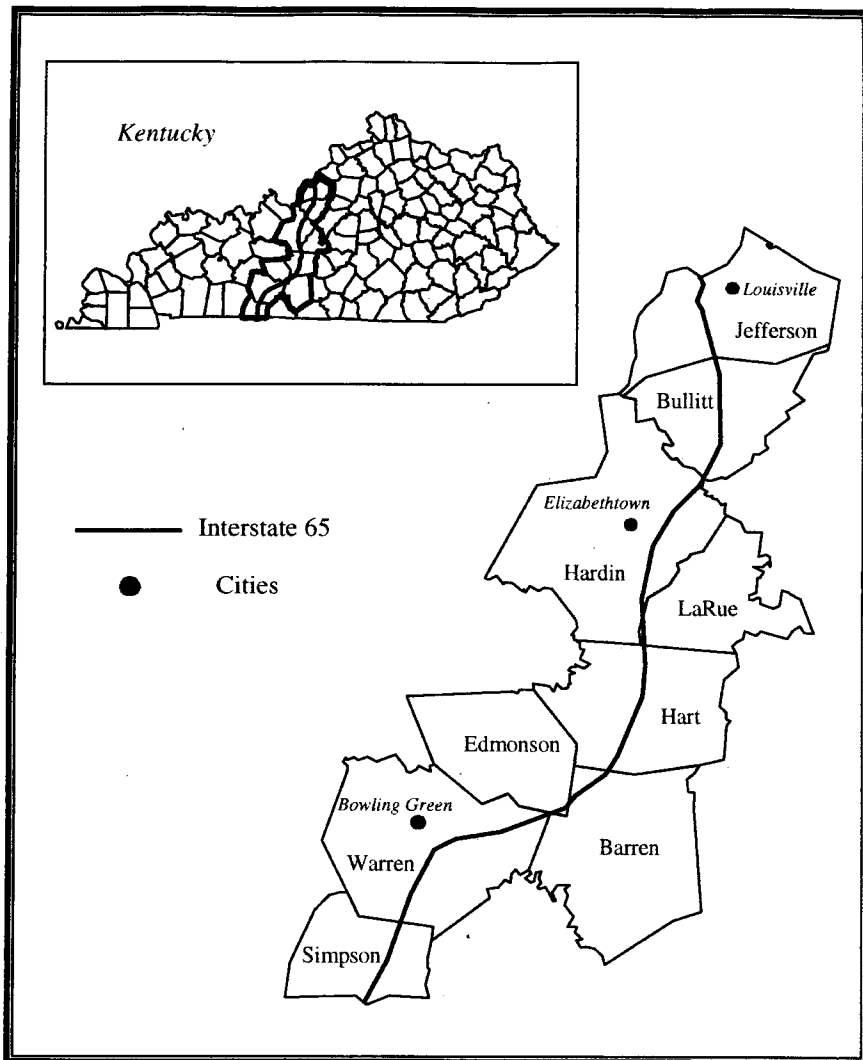 Kentucky
Louisville
Jefferson
Bullitt
Elizabethtown
Interstate 65
Cities
Hardin
LaRue
Hart
Edmonson
Bowling Green
Barren
Warren
Simpson